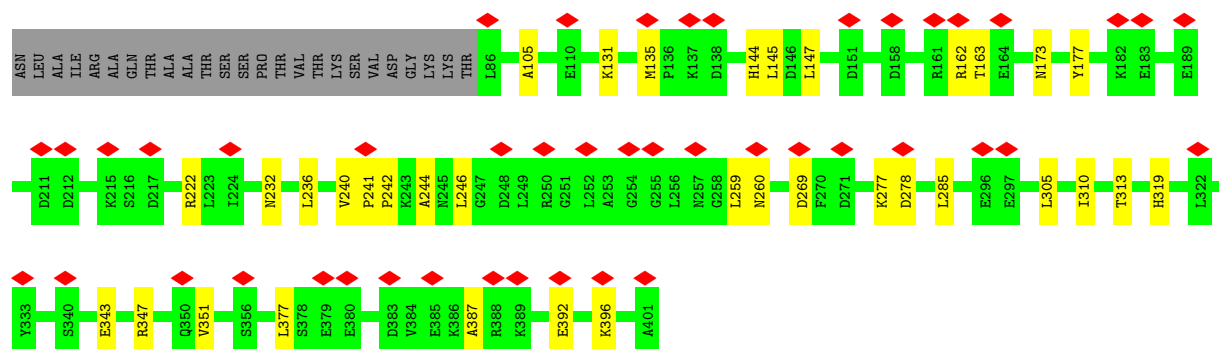 ASN LEU ALA ILE ARG ALA GLN THR ALA ALA THR SER SER PRO THR VAL THR LYS SER VAL ASP GLY LYS LYS THR L86 A105 E110 K131 M135 P136 K137 D138 H144 L145 D146 L147 D151 D158 R161 R162 T163 E164 N173 Y177 K182 E183 E189
D211 D212 K215 S216 D217 R222 L223 I224 N232 L236 V240 P241 P242 K243 A244 N245 L246 G247 D248 L249 R250 G251 L252 A253 G254 G255 L256 N257 G258 L259 N260 D269 F270 D271 K277 D278 L285 E296 E297 L305 I310 T313 H319 L322
Y333 S340 E343 R347 Q350 V351 S356 L377 S378 E379 E380 D383 V384 E385 K386 A387 R388 K389 E392 K396 A401